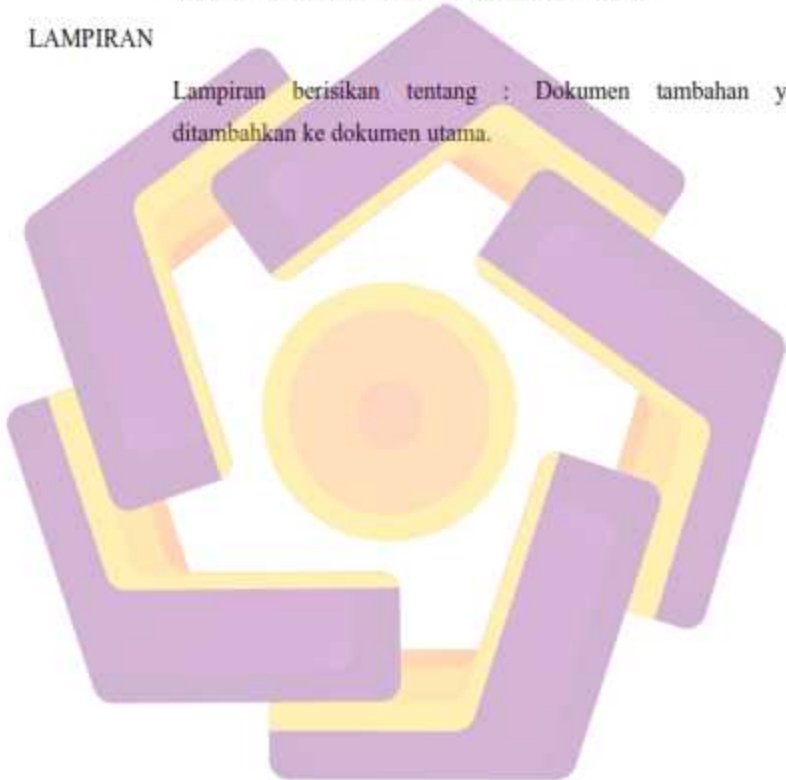 LAMPIRAN
Lampiran berisikan tentang : Dokumen tambahan y
ditambahkan ke dokumen utama.